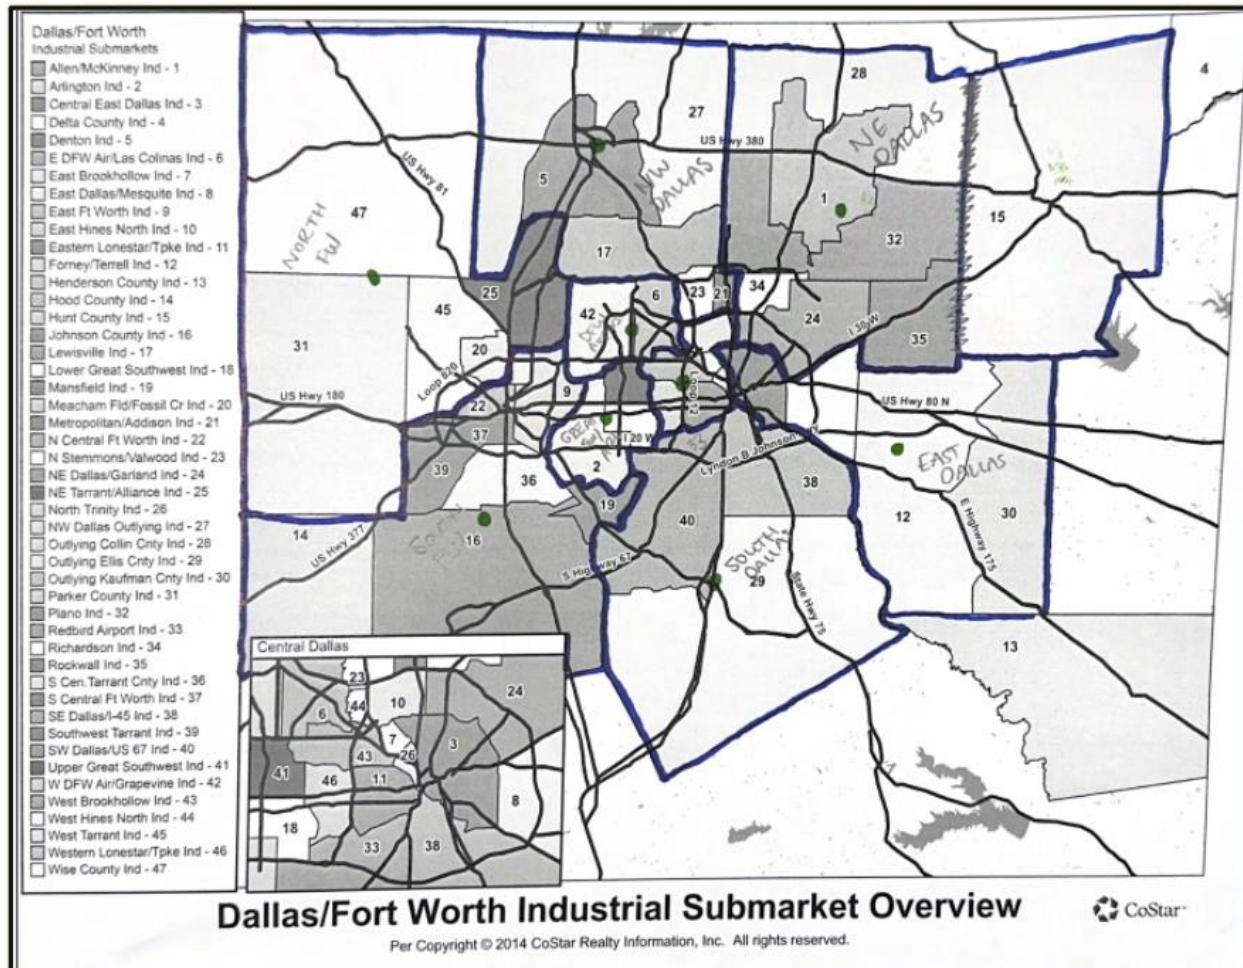 Dallas/Fort Worth
Industrial Submarkets
Allen/McKinney Ind - 1
Arlington Ind - 2
Central East Dallas Ind - 3
Delta County Ind - 4
Denton Ind - 5
E DFW Air/Las Colinas Ind - 6
East Brookhollow Ind - 7
East Dallas/Mesquite Ind - 8
East Ft Worth Ind - 9
East Hines North Ind - 10
Eastern Lonestar/Tpke Ind - 11
Forney/Terrell Ind - 12
Henderson County Ind - 13
Hood County Ind - 14
Hunt County Ind - 15
Johnson County Ind - 16
Lewisville Ind - 17
Lower Great Southwest Ind - 18
Mansfield Ind - 19
Meacham Fld/Fossil Cr Ind - 20
Metropolitan/Addison Ind - 21
N Central Ft Worth Ind - 22
N Stemmons/Valwood Ind - 23
NE Dallas/Garland Ind - 24
NE Tarrant/Alliance Ind - 25
North Trinity Ind - 26
NW Dallas Outlying Ind - 27
Outlying Collin Cnty Ind - 28
Outlying Ellis Cnty Ind - 29
Outlying Kaufman Cnty Ind - 30
Parker County Ind - 31
Plano Ind - 32
Redbird Airport Ind - 33
Richardson Ind - 34
Rockwall Ind - 35
S Cen Tarrant Cnty Ind - 36
S Central Ft Worth Ind - 37
SE Dallas/I-45 Ind - 38
Southwest Tarrant Ind - 39
SW Dallas/US 67 Ind - 40
Upper Great Southwest Ind - 41
W DFW Air/Grapevine Ind - 42
West Brookhollow Ind - 43
West Hines North Ind - 44
West Tarrant Ind - 45
Western Lonestar/Tpke Ind - 46
Wise County Ind - 47
28
4
27
NE
DALLAS
US Hwy 380
US Hwy 81
5
NW
DALLAS
1
47
NORTH
FW
15
17
32
25
6
23
21
34
45
42
24
I 30 W
35
31
20
Loop 820
9
Loop 12
US Hwy 180
22
US Hwy 80 N
37
GREAT
SW
I 20 W
33
Lyndon B Johnson
EAST
DALLAS
39
2
36
38
19
12
30
E Highway 175
14
US Hwy 377
16
40
SOUTH
DALLAS
29
S Highway 67
State Hwy 75
13
Central Dallas
23
24
44
10
6
7
3
43
26
41
46
11
8
18
33
38
Dallas/Fort Worth Industrial Submarket Overview
CoStar
Per Copyright © 2014 CoStar Realty Information, Inc. All rights reserved.